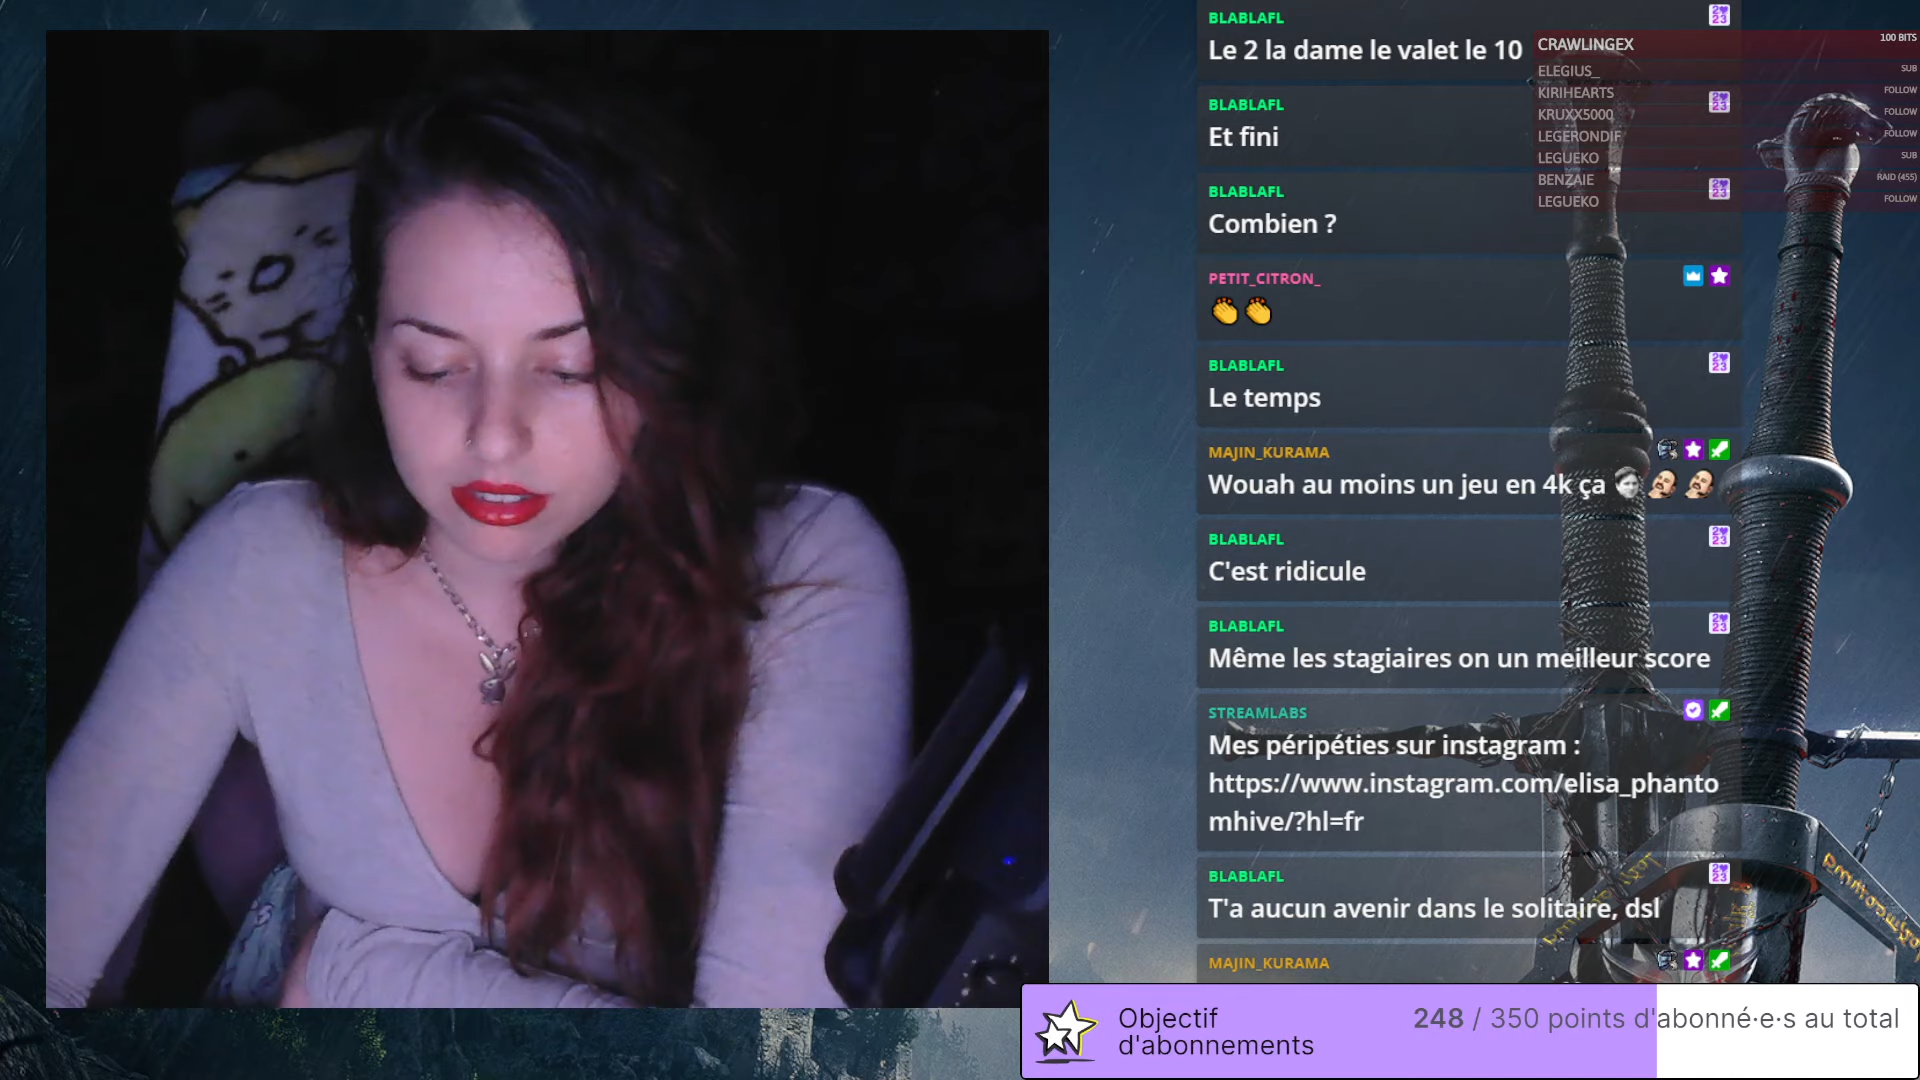 BLABLAFL
Le 2 la dame le valet le 10
BLABLAFL
Et fini
BLABLAFL
Combien ?
PETIT_CITRON_
👏 👏
BLABLAFL
Le temps
MAJIN_KURAMA
Wouah au moins un jeu en 4k ça
BLABLAFL
C'est ridicule
BLABLAFL
Même les stagiaires on un meilleur score
STREAMLABS
Mes péripéties sur instagram :
https://www.instagram.com/elisa_phanto
mhive/?hl=fr
BLABLAFL
T'a aucun avenir dans le solitaire, dsl
MAJIN_KURAMA
CRAWLINGEX 100 BITS
ELEGIUS_ SUB
KIRIHEARTS FOLLOW
KRUXX5000 FOLLOW
LEGERONDIF FOLLOW
LEGUEKO SUB
BENZAIE RAID (455)
LEGUEKO FOLLOW
Objectif
d'abonnements
248 / 350 points d'abonné·e·s au total